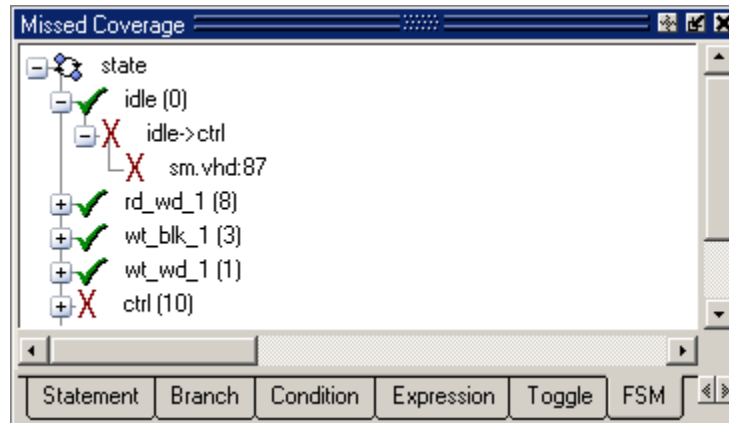 Missed Coverage
state
idle (0)
idle->ctrl
sm.vhd:87
rd_wd_1 (8)
wt_blk_1 (3)
wt_wd_1 (1)
ctrl (10)
Statement Branch Condition Expression Toggle FSM